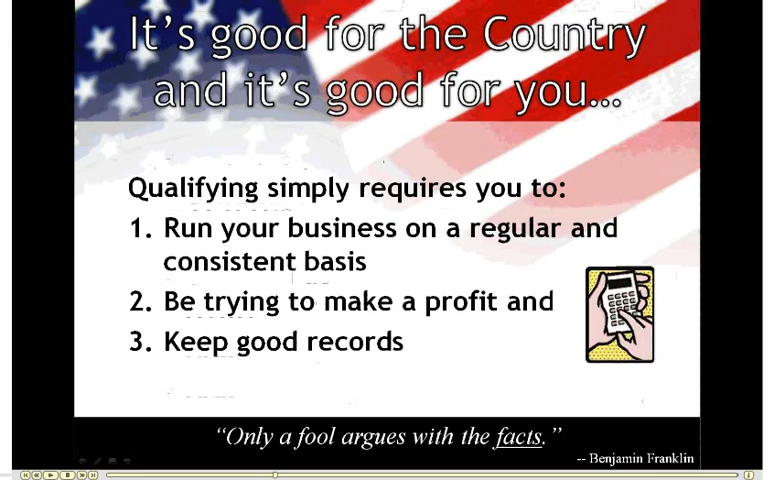 It's good for the Country
and it's good for you...
Qualifying simply requires you to:
1. Run your business on a regular and
consistent basis
2. Be trying to make a profit and
3. Keep good records
“Only a fool argues with the facts.”
-- Benjamin Franklin